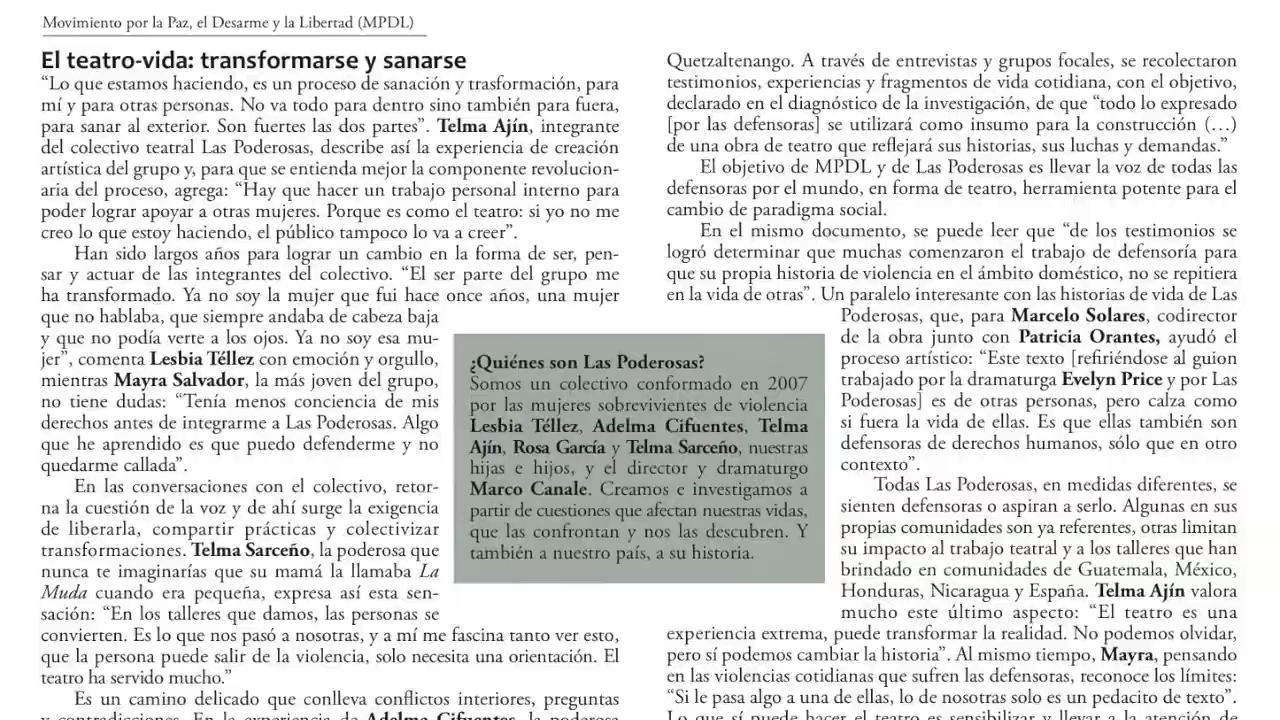 Movimiento por la Paz, el Desarme y la Libertad (MPDL)
El teatro-vida: transformarse y sanarse
“Lo que estamos haciendo, es un proceso de sanación y trasformación, para
mí y para otras personas. No va todo para dentro sino también para fuera,
para sanar al exterior. Son fuertes las dos partes”. Telma Ajín, integrante
del colectivo teatral Las Poderosas, describe así la experiencia de creación
artística del grupo y, para que se entienda mejor la componente revolucion-
aria del proceso, agrega: “Hay que hacer un trabajo personal interno para
poder lograr apoyar a otras mujeres. Porque es como el teatro: si yo no me
creo lo que estoy haciendo, el público tampoco lo va a creer”.
Han sido largos años para lograr un cambio en la forma de ser, pen-
sar y actuar de las integrantes del colectivo. “El ser parte del grupo me
ha transformado. Ya no soy la mujer que fui hace once años, una mujer
que no hablaba, que siempre andaba de cabeza baja
y que no podía verte a los ojos. Ya no soy esa mu-
jer”, comenta Lesbia Téllez con emoción y orgullo,
mientras Mayra Salvador, la más joven del grupo,
no tiene dudas: “Tenía menos conciencia de mis
derechos antes de integrarme a Las Poderosas. Algo
que he aprendido es que puedo defenderme y no
quedarme callada”.
En las conversaciones con el colectivo, retor-
na la cuestión de la voz y de ahí surge la exigencia
de liberarla, compartir prácticas y colectivizar
transformaciones. Telma Sarceño, la poderosa que
nunca te imaginarías que su mamá la llamaba La
Muda cuando era pequeña, expresa así esta sen-
sación: “En los talleres que damos, las personas se
convierten. Es lo que nos pasó a nosotras, y a mí me fascina tanto ver esto,
que la persona puede salir de la violencia, solo necesita una orientación. El
teatro ha servido mucho.”
Es un camino delicado que conlleva conflictos interiores, preguntas
y contradicciones. En la experiencia de Adelma Cifuentes, la poderosa
¿Quiénes son Las Poderosas?
Somos un colectivo conformado en 2007
por las mujeres sobrevivientes de violencia
Lesbia Téllez, Adelma Cifuentes, Telma
Ajín, Rosa García y Telma Sarceño, nuestras
hijas e hijos, y el director y dramaturgo
Marco Canale. Creamos e investigamos a
partir de cuestiones que afectan nuestras vidas,
que las confrontan y nos las descubren. Y
también a nuestro país, a su historia.
Quetzaltenango. A través de entrevistas y grupos focales, se recolectaron
testimonios, experiencias y fragmentos de vida cotidiana, con el objetivo,
declarado en el diagnóstico de la investigación, de que “todo lo expresado
[por las defensoras] se utilizará como insumo para la construcción (…)
de una obra de teatro que reflejará sus historias, sus luchas y demandas.”
El objetivo de MPDL y de Las Poderosas es llevar la voz de todas las
defensoras por el mundo, en forma de teatro, herramienta potente para el
cambio de paradigma social.
En el mismo documento, se puede leer que “de los testimonios se
logró determinar que muchas comenzaron el trabajo de defensoría para
que su propia historia de violencia en el ámbito doméstico, no se repitiera
en la vida de otras”. Un paralelo interesante con las historias de vida de Las
Poderosas, que, para Marcelo Solares, codirector
de la obra junto con Patricia Orantes, ayudó el
proceso artístico: “Este texto [refiriéndose al guion
trabajado por la dramaturga Evelyn Price y por Las
Poderosas] es de otras personas, pero calza como
si fuera la vida de ellas. Es que ellas también son
defensoras de derechos humanos, sólo que en otro
contexto”.
Todas Las Poderosas, en medidas diferentes, se
sienten defensoras o aspiran a serlo. Algunas en sus
propias comunidades son ya referentes, otras limitan
su impacto al trabajo teatral y a los talleres que han
brindado en comunidades de Guatemala, México,
Honduras, Nicaragua y España. Telma Ajín valora
mucho este último aspecto: “El teatro es una
experiencia extrema, puede transformar la realidad. No podemos olvidar,
pero sí podemos cambiar la historia”. Al mismo tiempo, Mayra, pensando
en las violencias cotidianas que sufren las defensoras, reconoce los límites:
“Si le pasa algo a una de ellas, lo de nosotras solo es un pedacito de texto”.
Lo que sí puede hacer el teatro es sensibilizar y llevar a la atención de